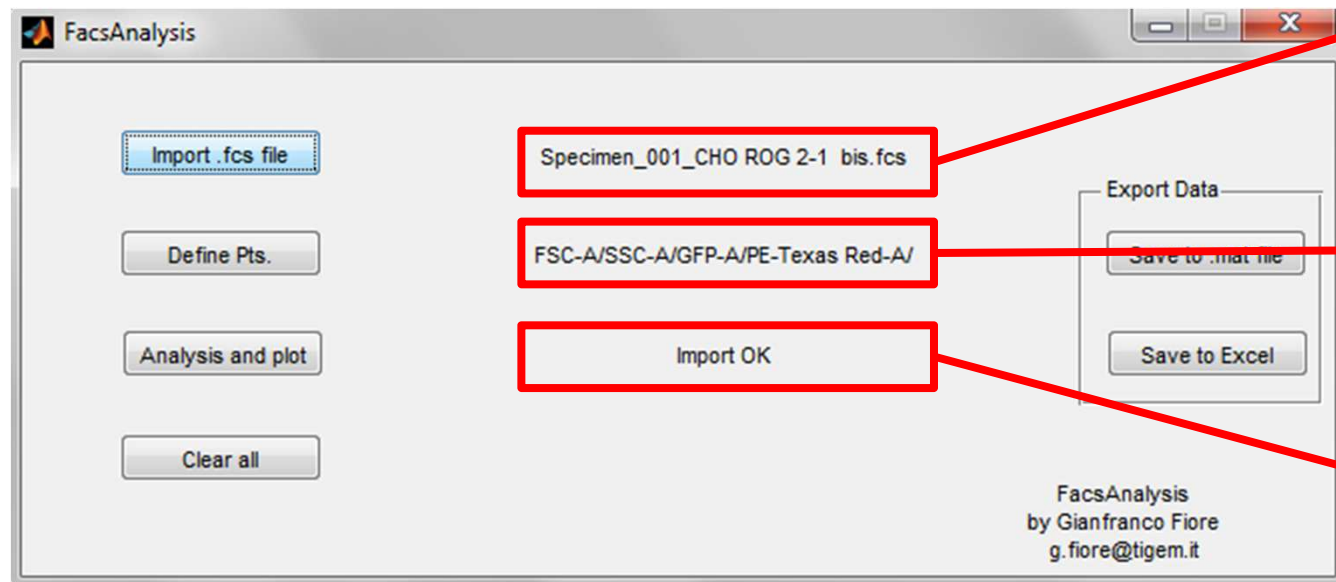 FacsAnalysis
Import .fcs file
Specimen_001_CHO ROG 2-1 bis.fcs
Export Data
Define Pts.
FSC-A/SSC-A/GFP-A/PE-Texas Red-A/
Save to .mat file
Analysis and plot
Import OK
Save to Excel
Clear all
FacsAnalysis
by Gianfranco Fiore
g.fiore@tigem.it